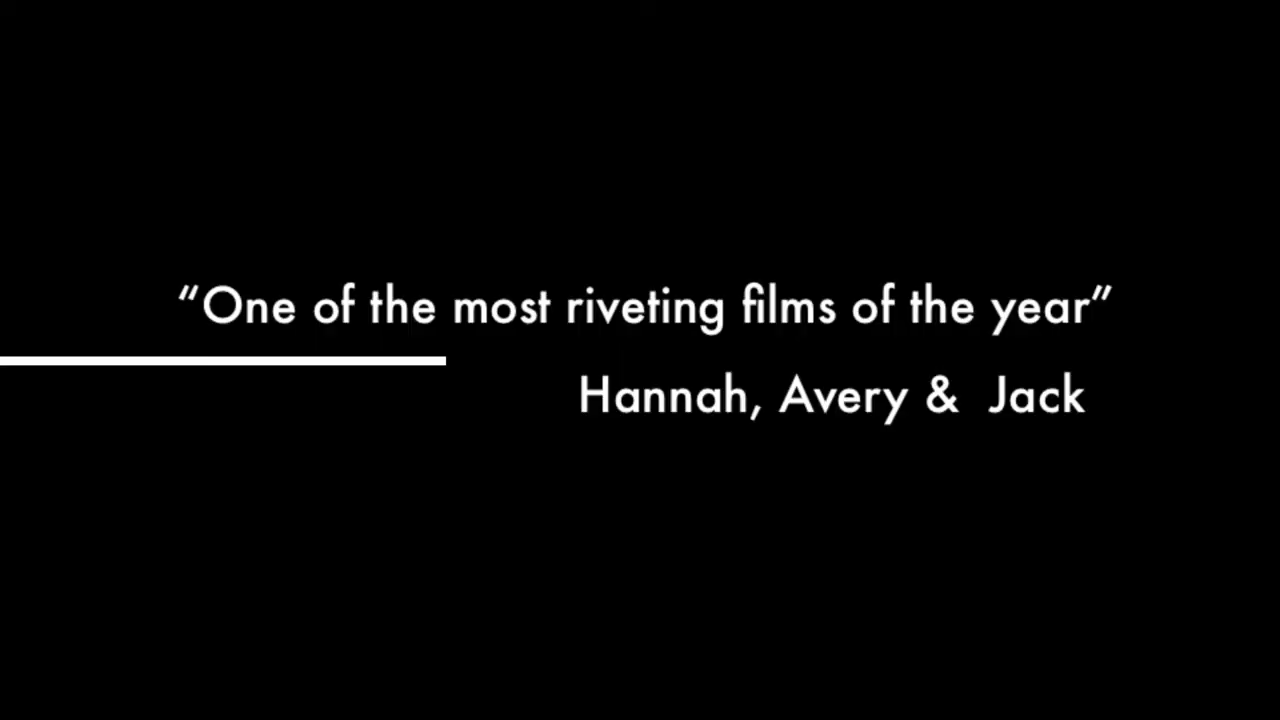 “One of the most riveting films of the year”
Hannah, Avery &  Jack